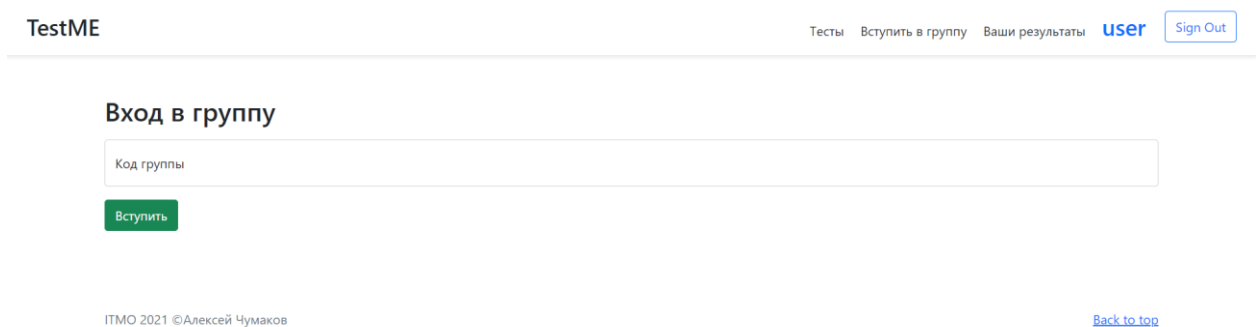 TestME Тесты Вступить в группу Ваши результаты user Sign Out
Вход в группу
Код группы
Вступить
ITMO 2021 ©Алексей Чумаков Back to top